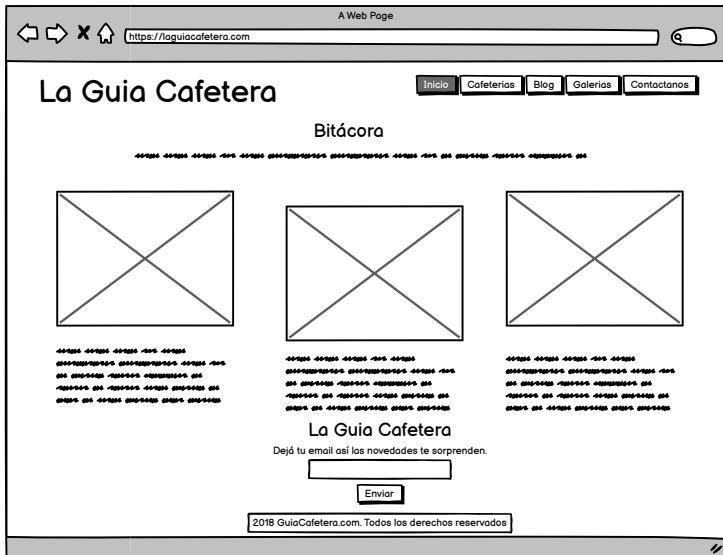 A Web Page
https://laguiacafetera.com
La Guia Cafetera
Inicio Cafeterias Blog Galerias Contactanos
Bitácora
La Guia Cafetera
Dejá tu email así las novedades te sorprenden.
Enviar
2018 GuiaCafetera.com. Todos los derechos reservados